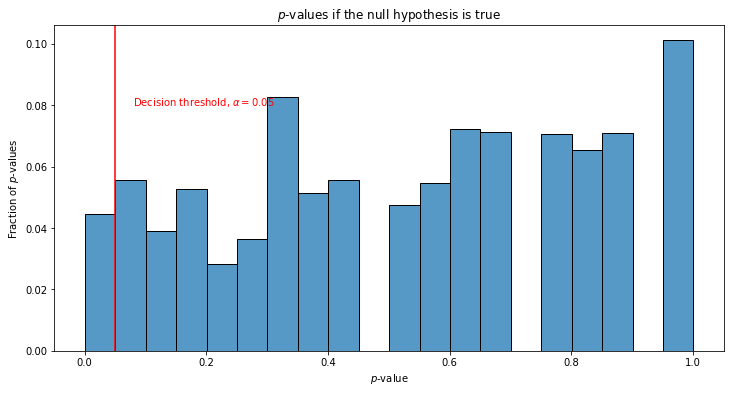 p-values if the null hypothesis is true
Decision threshold, α = 0.05
Fraction of p-values
0.10
0.08
0.06
0.04
0.02
0.00
0.0 0.2 0.4 0.6 0.8 1.0
p-value